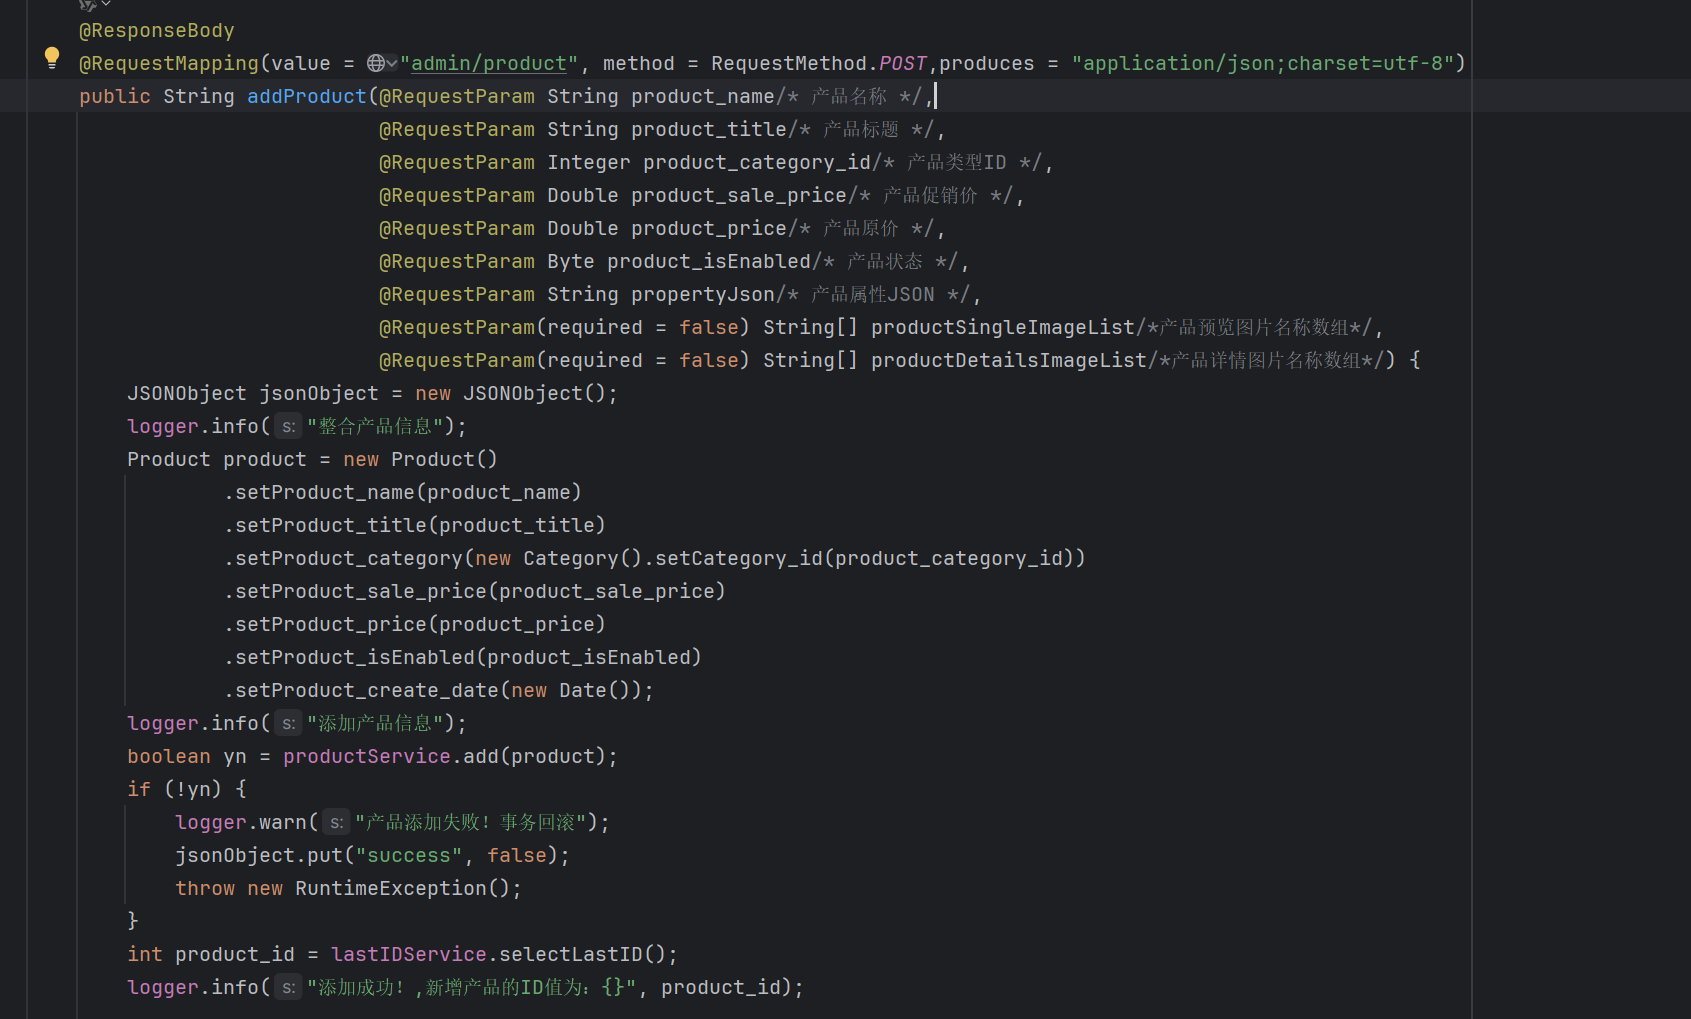 @ResponseBody
@RequestMapping(value = "admin/product", method = RequestMethod.POST,produces = "application/json;charset=utf-8")
public String addProduct(@RequestParam String product_name/* 产品名称 */,
@RequestParam String product_title/* 产品标题 */,
@RequestParam Integer product_category_id/* 产品类型ID */,
@RequestParam Double product_sale_price/* 产品促销价 */,
@RequestParam Double product_price/* 产品原价 */,
@RequestParam Byte product_isEnabled/* 产品状态 */,
@RequestParam String propertyJson/* 产品属性JSON */,
@RequestParam(required = false) String[] productSingleImageList/*产品预览图片名称数组*/,
@RequestParam(required = false) String[] productDetailsImageList/*产品详情图片名称数组*/) {
JSONObject jsonObject = new JSONObject();
logger.info( s: "整合产品信息");
Product product = new Product()
.setProduct_name(product_name)
.setProduct_title(product_title)
.setProduct_category(new Category().setCategory_id(product_category_id))
.setProduct_sale_price(product_sale_price)
.setProduct_price(product_price)
.setProduct_isEnabled(product_isEnabled)
.setProduct_create_date(new Date());
logger.info( s: "添加产品信息");
boolean yn = productService.add(product);
if (!yn) {
logger.warn( s: "产品添加失败！事务回滚");
jsonObject.put("success", false);
throw new RuntimeException();
}
int product_id = lastIDService.selectLastID();
logger.info( s: "添加成功！,新增产品的ID值为：{}", product_id);